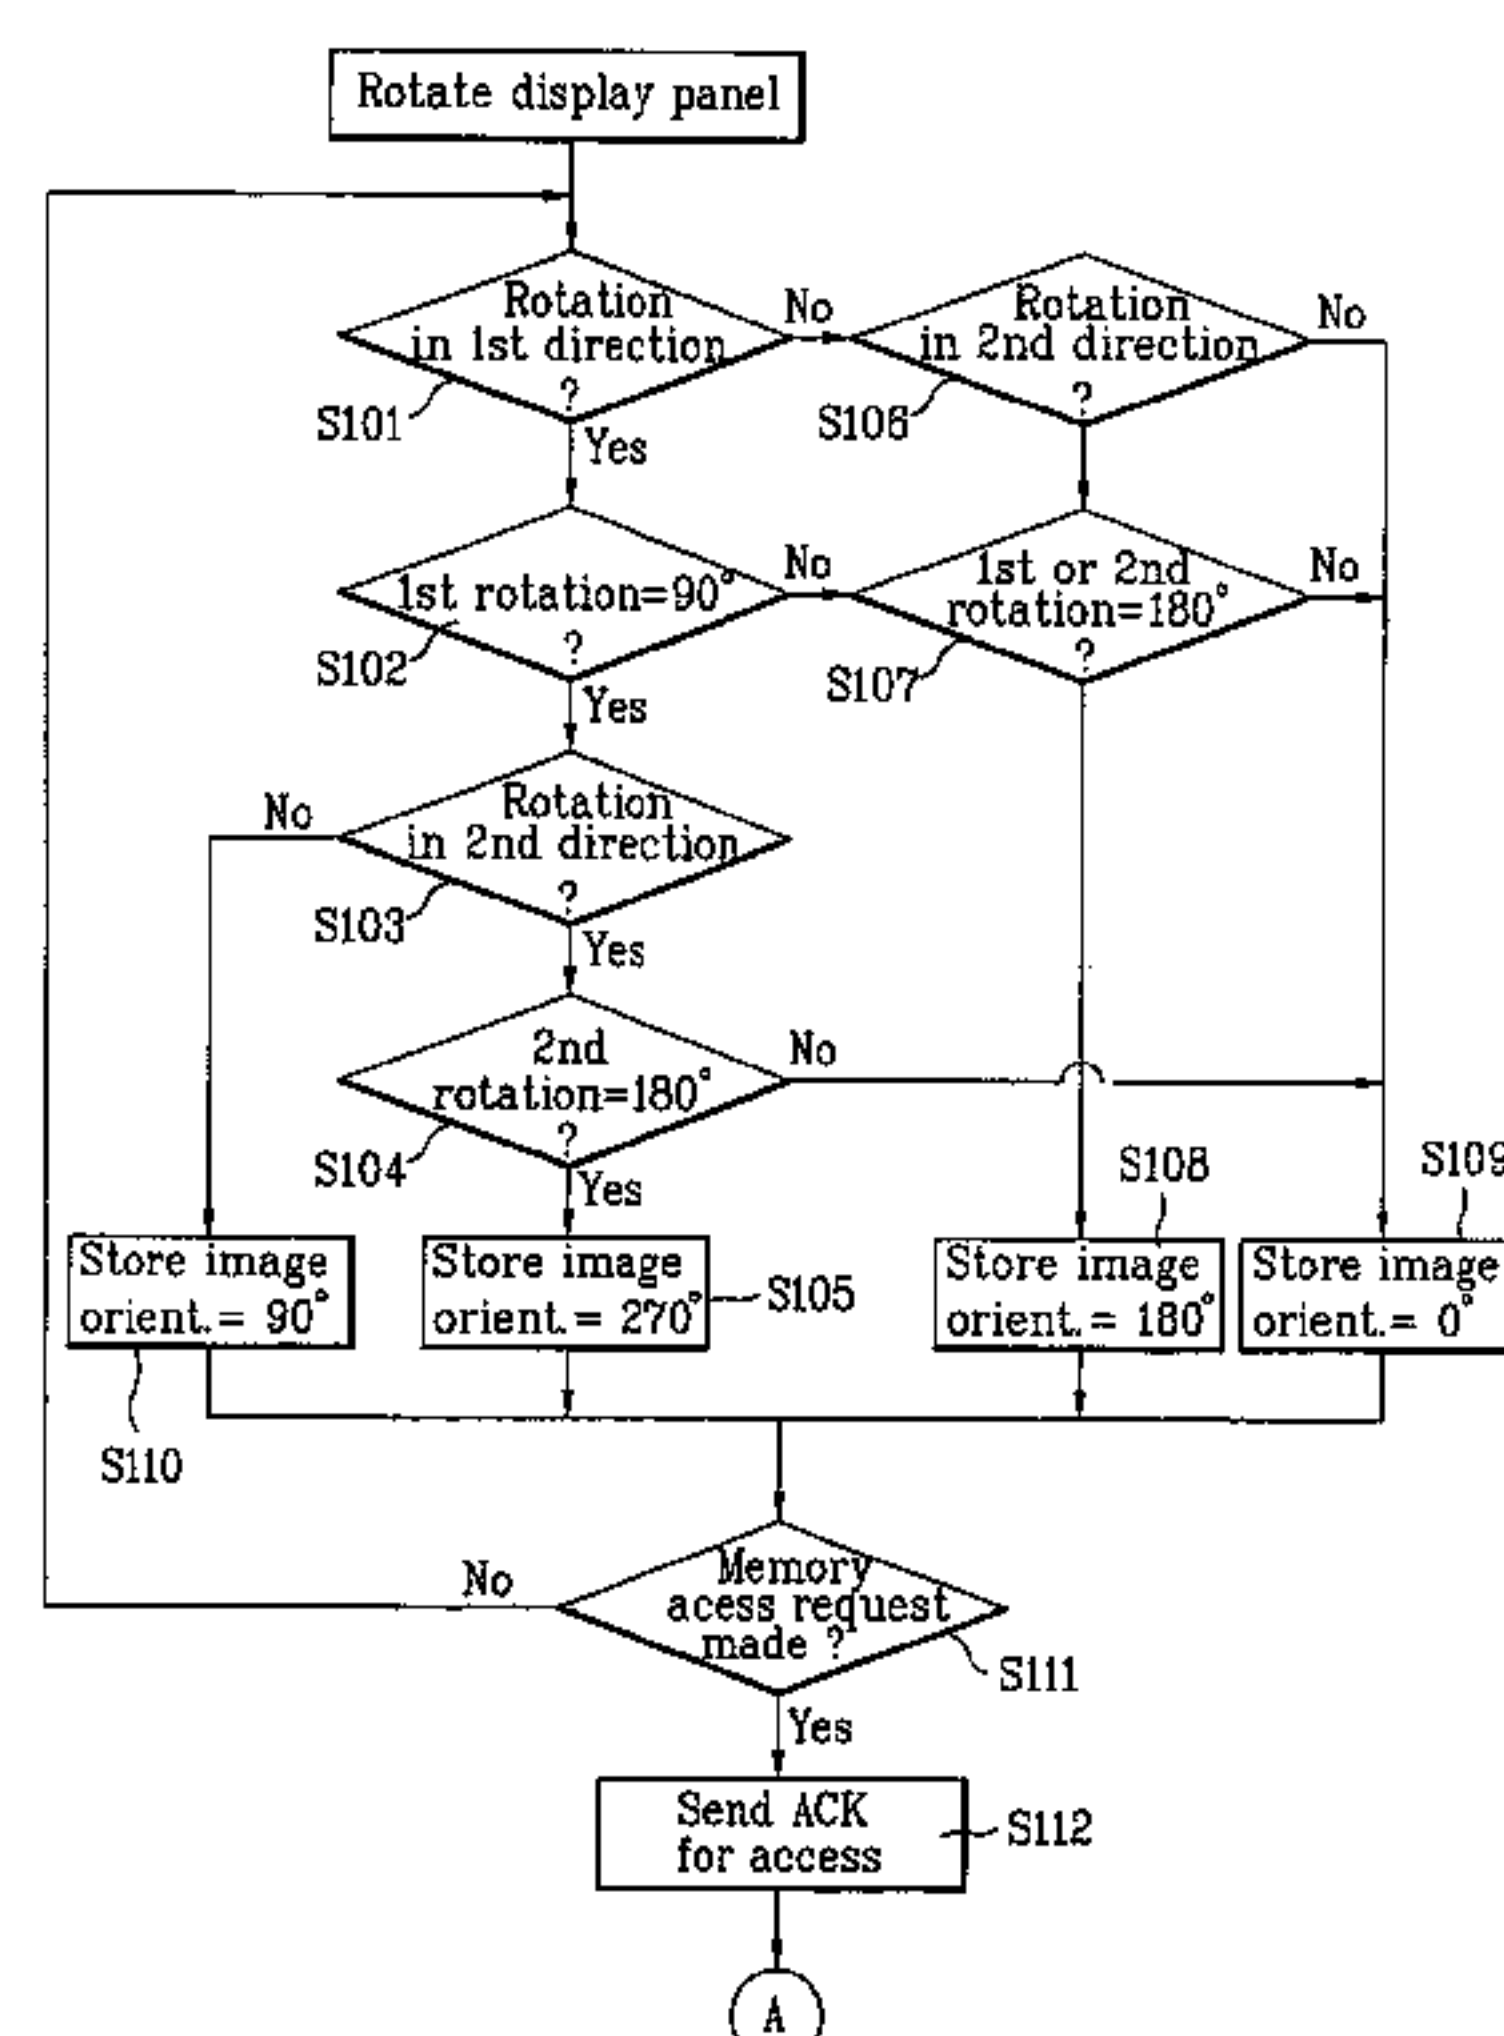 Rotate display panel
Rotation
in 1st direction
?
S101
No
Yes
Rotation
in 2nd direction
?
S106
No
1st rotation=90°
?
S102
No
Yes
1st or 2nd
rotation=180°
?
S107
No
Rotation
in 2nd direction
?
S103
No
Yes
2nd
rotation=180°
?
S104
No
Yes
Store image
orient.= 90°
S110
Store image
orient.= 270°
S105
Store image
orient.= 180°
S108
Store image
orient.= 0°
S109
Memory
acess request
made ?
S111
No
Yes
Send ACK
for access
S112
A